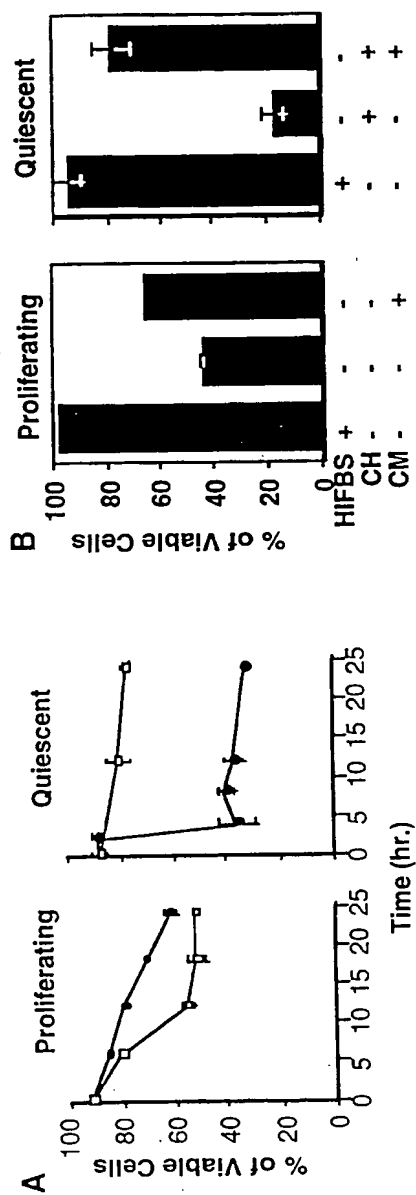 A
Proliferating
Quiescent
% of Viable Cells
100
80
60
40
20
0
0 5 10 15 20 25
0 5 10 15 20 25
Time (hr.)
B
Proliferating
Quiescent
% of Viable Cells
100
80
60
40
20
0
HIFBS + - - + - -
CH - - - - + +
CM - - + - - +